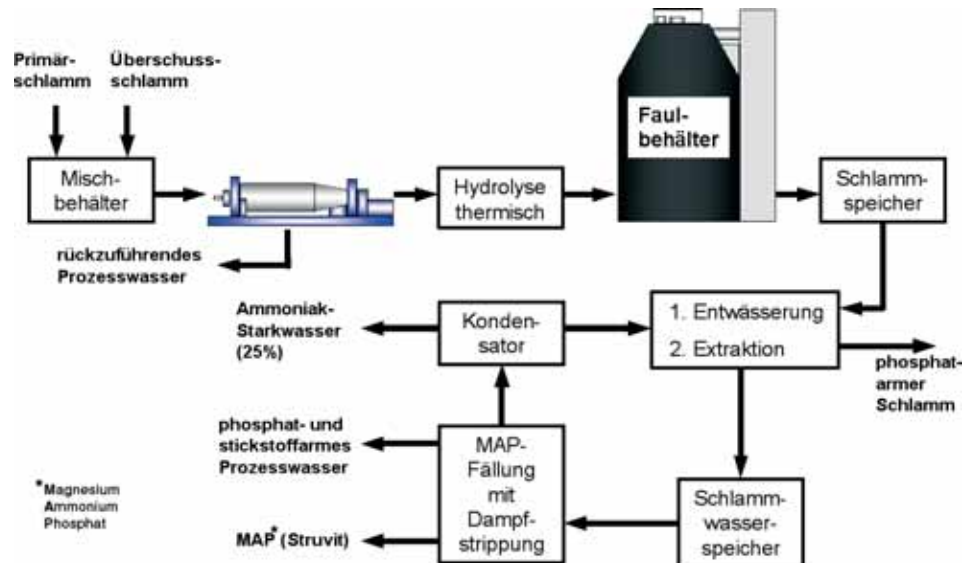 Primär-
schlamm
Überschuss-
schlamm
Misch-
behälter
rückzuführendes
Prozesswasser
Hydrolyse
thermisch
Faul-
behälter
Schlamm-
speicher
Ammoniak-
Starkwasser
(25%)
Konden-
sator
1. Entwässerung
2. Extraktion
phosphat-
armer
Schlamm
phosphat- und
stickstoffarmes
Prozesswasser
MAP-
Fällung
mit
Dampf-
strippung
Schlamm-
wasser-
speicher
MAP* (Struvit)
*Magnesium
Ammonium
Phosphat